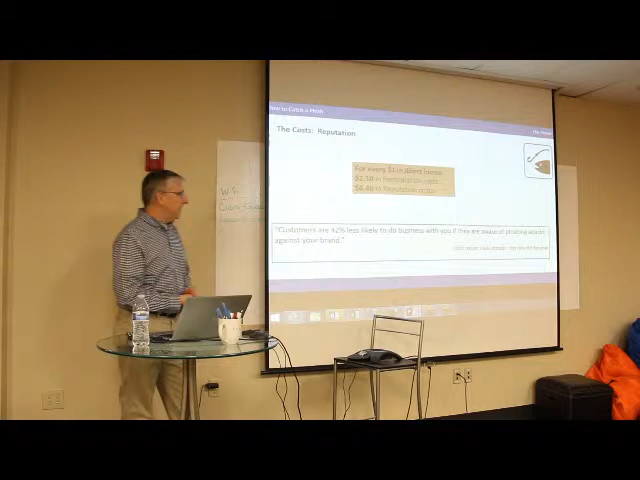 How to Catch a Phish
The Costs: Reputation
For every $1 in direct losses
$2.10 in Remediation costs
$6.40 in Reputation costs
"Customers are 42% less likely to do business with you if they are aware of phishing attacks
against your brand."